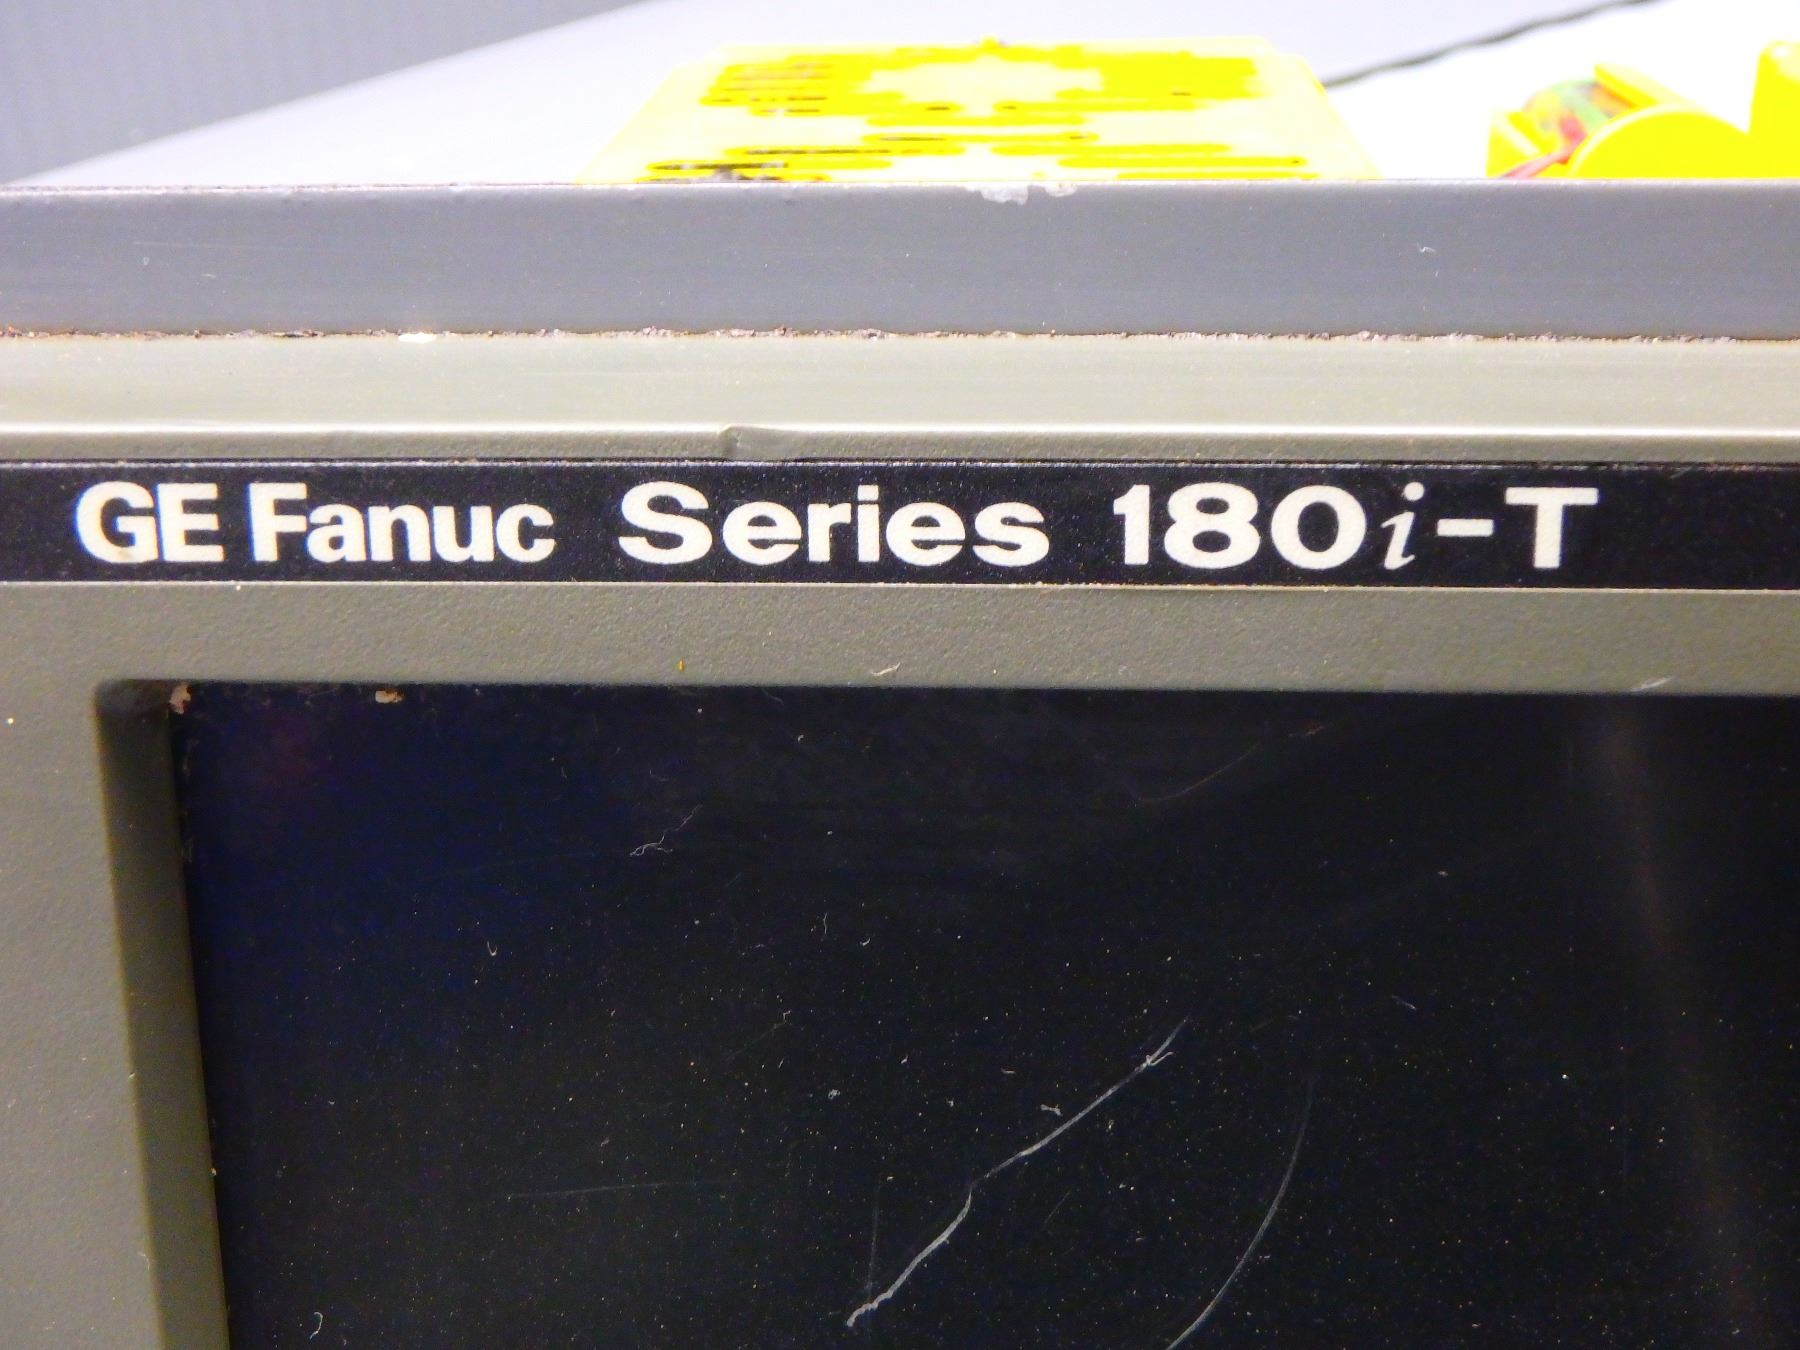 GE Fanuc Series 180i-T